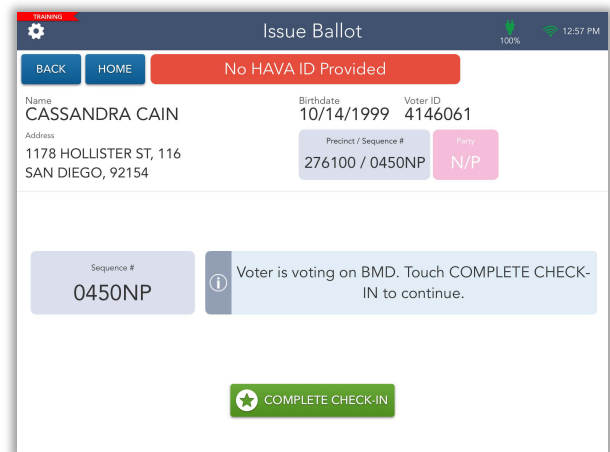 TRAINING
Issue Ballot
100%
12:57 PM
BACK
HOME
No HAVA ID Provided
Name
CASSANDRA CAIN
Birthdate
10/14/1999
Voter ID
4146061
Address
1178 HOLLISTER ST, 116
SAN DIEGO, 92154
Precinct / Sequence #
276100 / 0450NP
Party
N/P
Sequence #
0450NP
Voter is voting on BMD. Touch COMPLETE CHECK-
IN to continue.
COMPLETE CHECK-IN